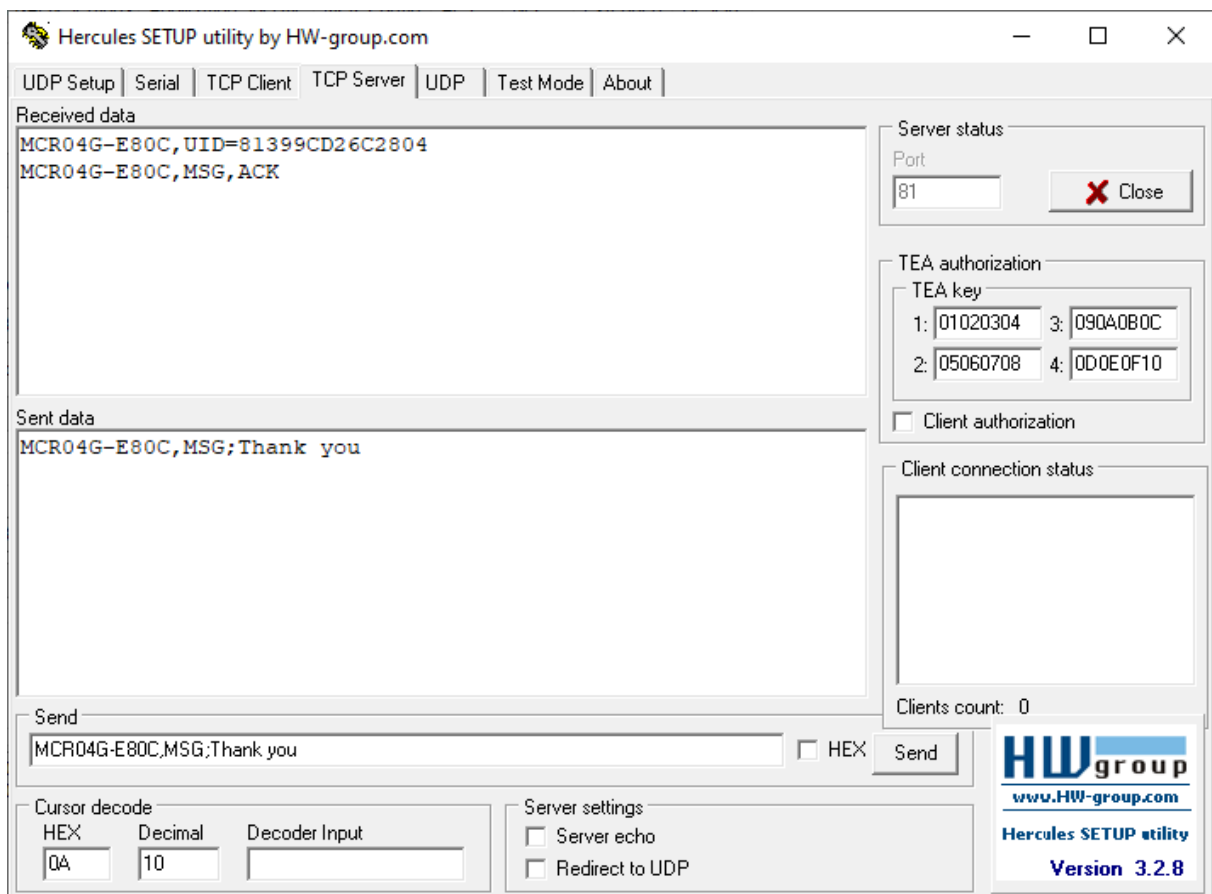 Hercules SETUP utility by HW-group.com
UDP Setup Serial TCP Client TCP Server UDP Test Mode About
Received data
MCR04G-E80C,UID=81399CD26C2804
MCR04G-E80C,MSG,ACK
Server status
Port
81 Close
TEA authorization
TEA key
1: 01020304 3: 090A0B0C
2: 05060708 4: 0D0E0F10
Client authorization
Sent data
MCR04G-E80C,MSG;Thank you
Client connection status
Clients count: 0
Send
MCR04G-E80C,MSG;Thank you HEX Send
Cursor decode
HEX Decimal Decoder Input
0A 10
Server settings
Server echo
Redirect to UDP
HW group
www.HW-group.com
Hercules SETUP utility
Version 3.2.8